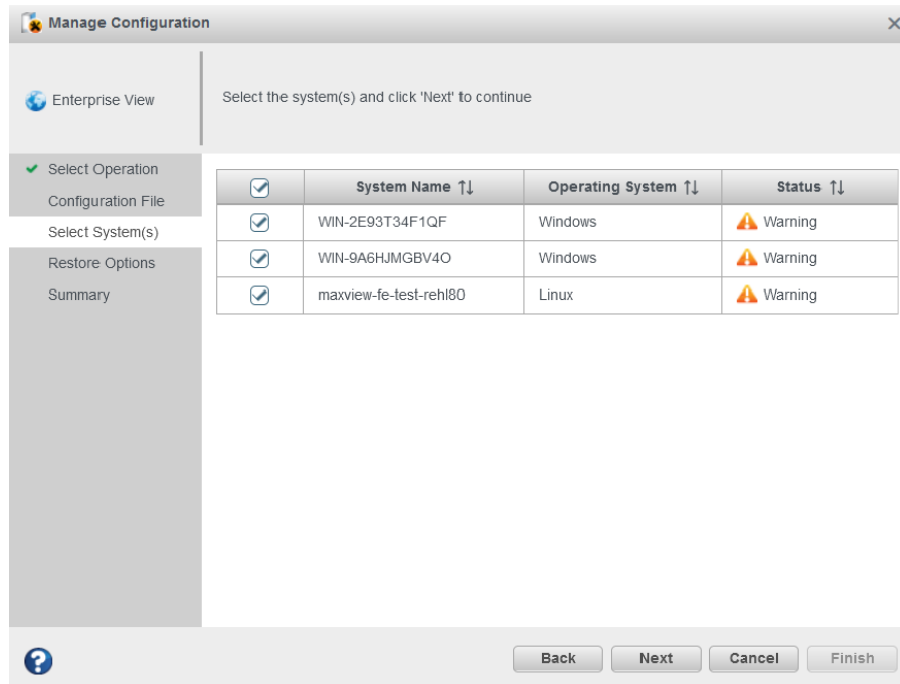 Manage Configuration
Enterprise View
Select the system(s) and click 'Next' to continue
Select Operation
Configuration File
Select System(s)
Restore Options
Summary
System Name Operating System Status
WIN-2E93T34F1QF Windows Warning
WIN-9A6HJMGBV4O Windows Warning
maxview-fe-test-rehl80 Linux Warning
?
Back Next Cancel Finish